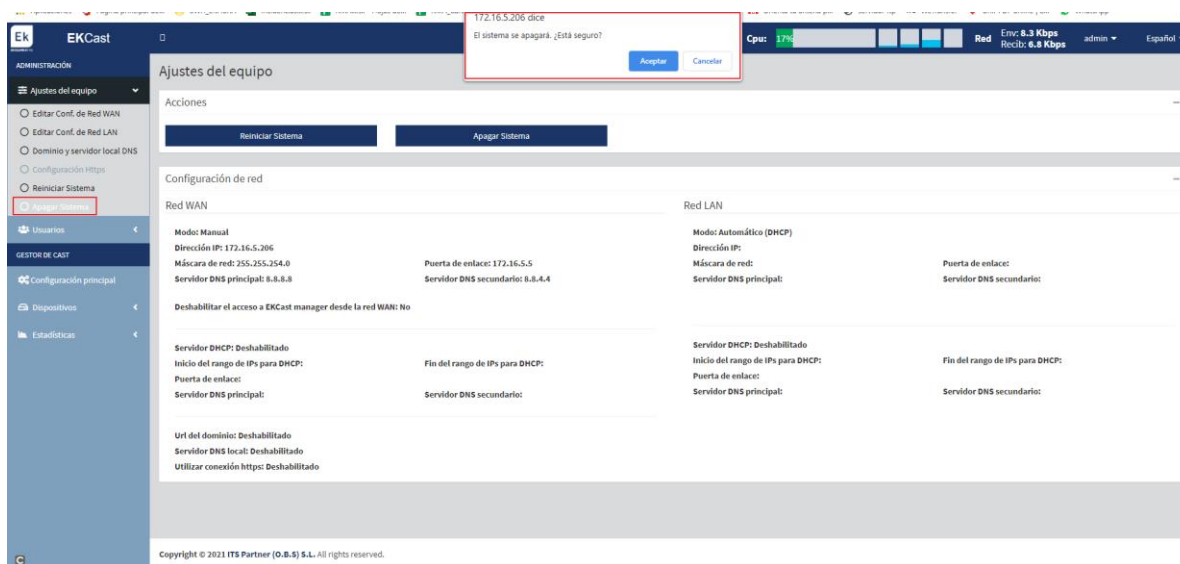 172.16.5.206 dice
El sistema se apagará. ¿Está seguro?
Aceptar Cancelar
Ek EKCast
Cpu: 17%
Red Env: 8.3 Kbps
Recib: 6.8 Kbps
admin
Español
ADMINISTRACIÓN
Ajustes del equipo
Editar Conf. de Red WAN
Editar Conf. de Red LAN
Dominio y servidor local DNS
Configuración Https
Reiniciar Sistema
Apagar Sistema
Usuarios
GESTOR DE CAST
Configuración principal
Dispositivos
Estadísticas
Ajustes del equipo
Acciones
Reiniciar Sistema Apagar Sistema
Configuración de red
Red WAN
Modo: Manual
Dirección IP: 172.16.5.206
Máscara de red: 255.255.254.0 Puerta de enlace: 172.16.5.5
Servidor DNS principal: 8.8.8.8 Servidor DNS secundario: 8.8.4.4
Deshabilitar el acceso a EKCast manager desde la red WAN: No
Servidor DHCP: Deshabilitado
Inicio del rango de IPs para DHCP: Fin del rango de IPs para DHCP:
Puerta de enlace:
Servidor DNS principal: Servidor DNS secundario:
Url del dominio: Deshabilitado
Servidor DNS local: Deshabilitado
Utilizar conexión https: Deshabilitado
Red LAN
Modo: Automático (DHCP)
Dirección IP:
Máscara de red: Puerta de enlace:
Servidor DNS principal: Servidor DNS secundario:
Servidor DHCP: Deshabilitado
Inicio del rango de IPs para DHCP: Fin del rango de IPs para DHCP:
Puerta de enlace:
Servidor DNS principal: Servidor DNS secundario:
Copyright © 2021 ITS Partner (O.B.S) S.L. All rights reserved.